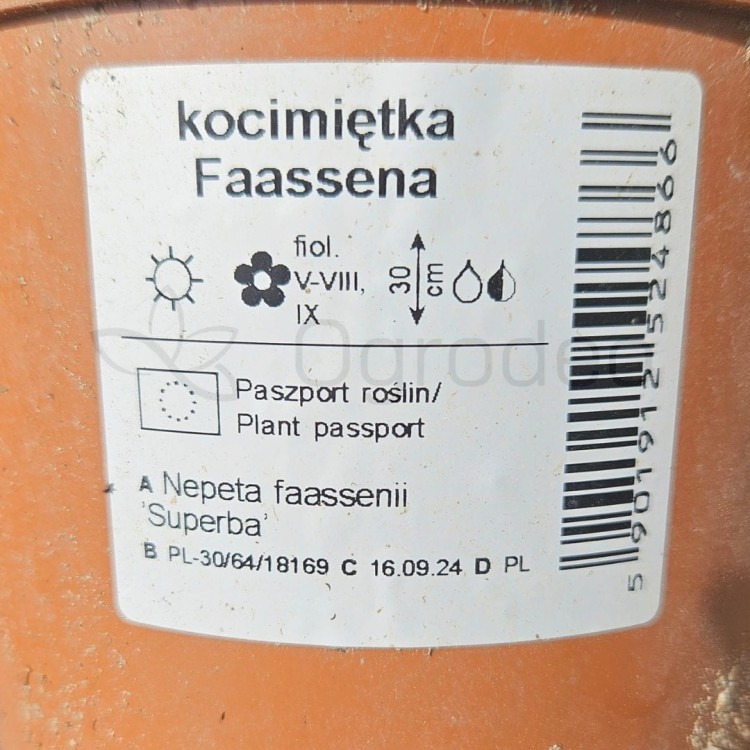 kocimiętka
Faassena
fiol.
V-VIII,
IX
30
cm
Paszport roślin/
Plant passport
A Nepeta faassenii
'Superba'
B PL-30/64/18169 C 16.09.24 D PL
5901912524866